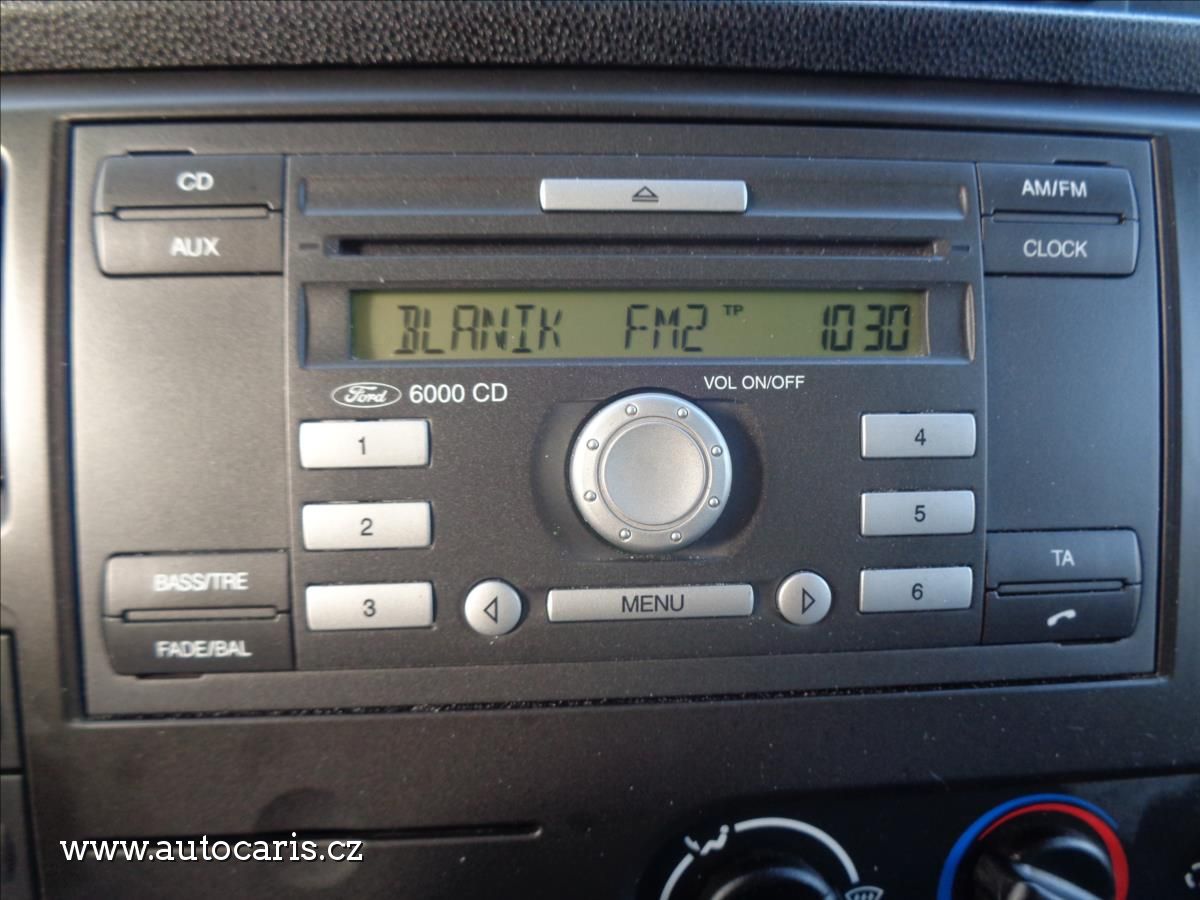 CD
AUX
AM/FM
CLOCK
BLANIK FM2 TP 1030
Ford 6000 CD
VOL ON/OFF
1
2
3
4
5
6
BASS/TRE
FADE/BAL
MENU
TA
www.autocaris.cz